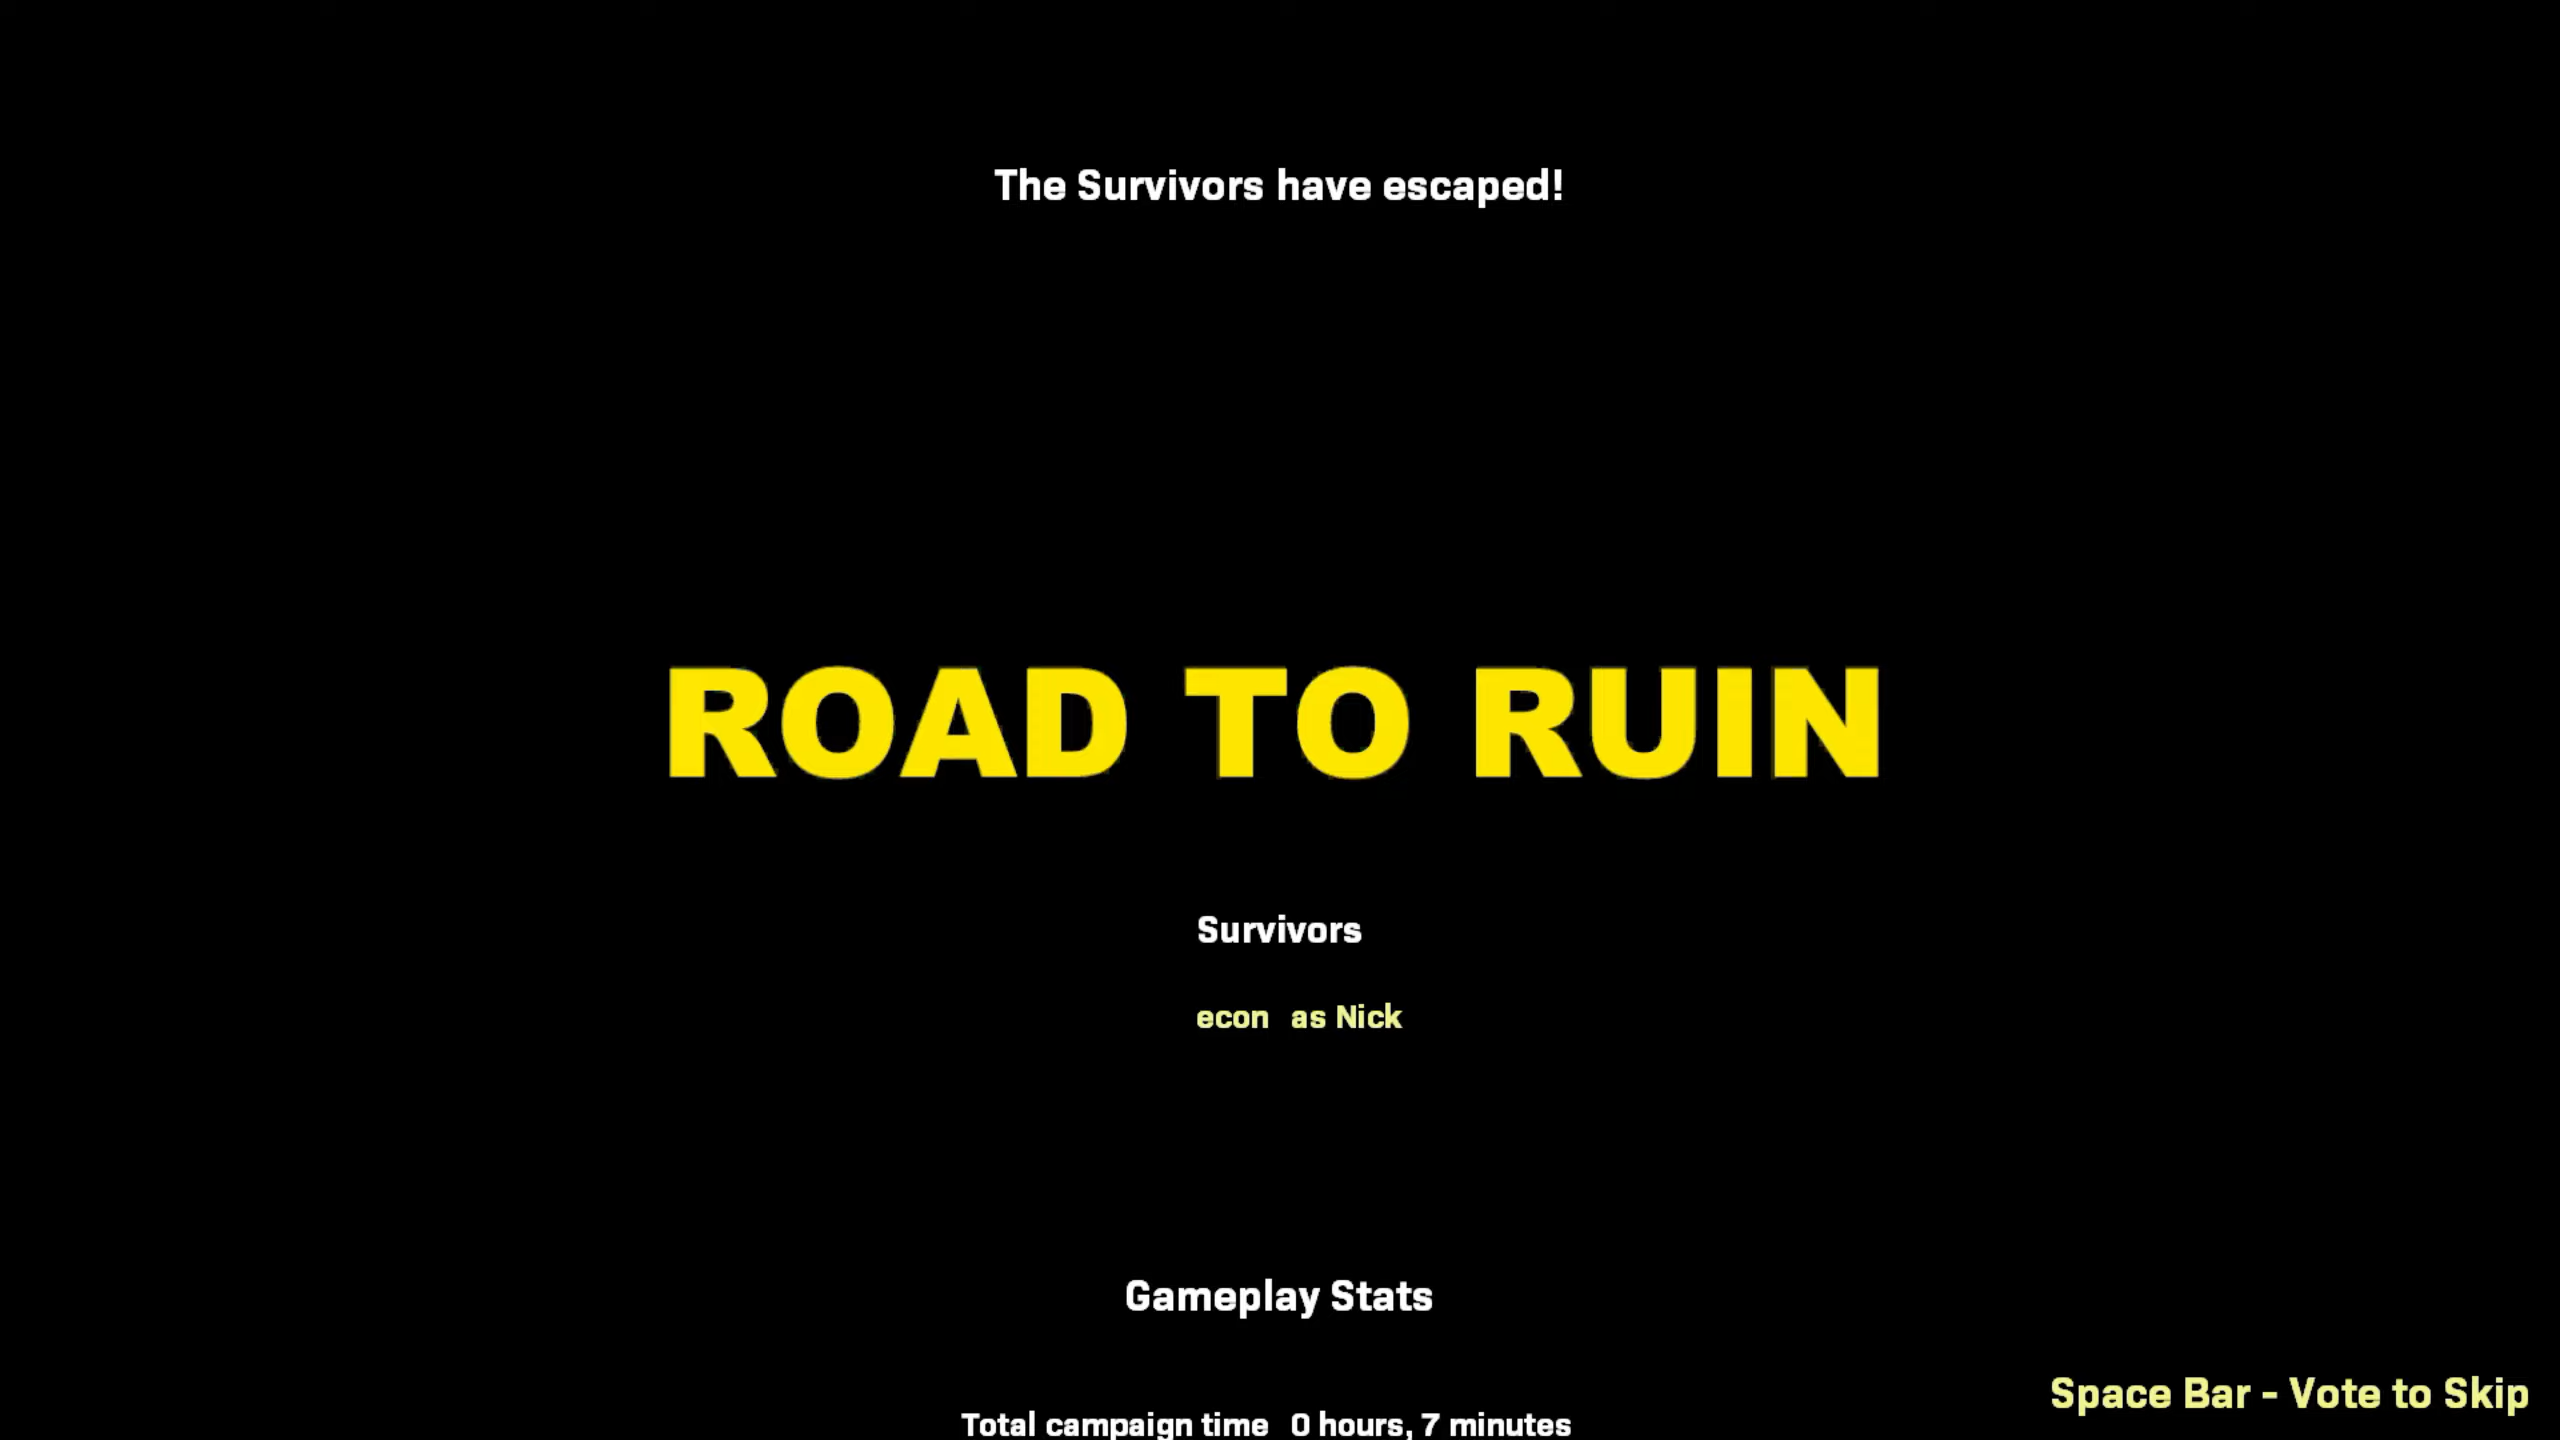 The Survivors have escaped!
ROAD TO RUIN
Survivors
econ as Nick
Gameplay Stats
Space Bar - Vote to Skip
Total campaign time 0 hours, 7 minutes